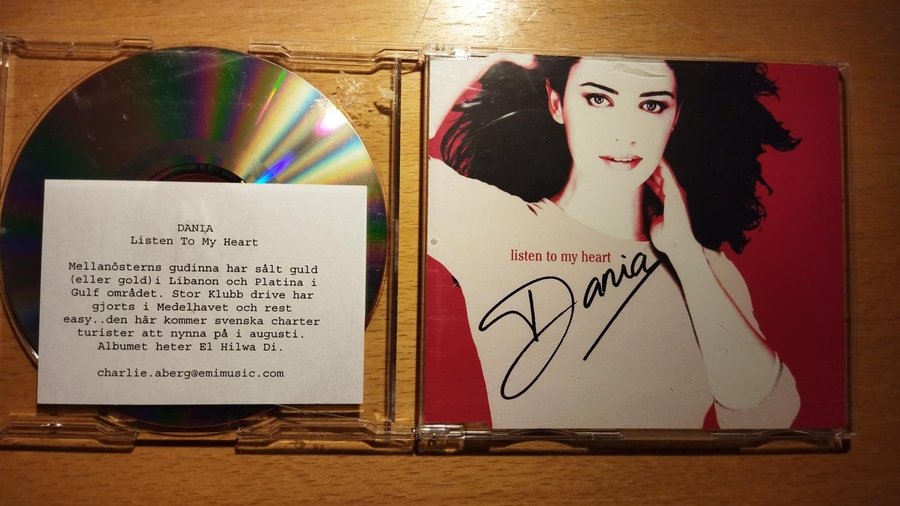 DANIA
Listen To My Heart
Mellanösterns gudinna har sålt guld
(eller gold)i Libanon och Platina i
Gulf området. Stor Klubb drive har
gjorts i Medelhavet och rest
easy..den här kommer svenska charter
turister att nynna på i augusti.
Albumet heter El Hilwa Di.
charlie.aberg@emimusic.com
listen to my heart
Dania